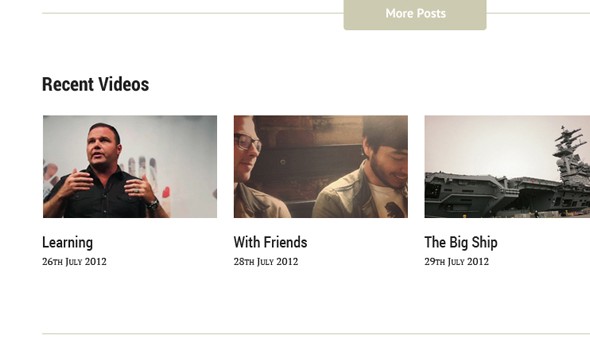 More Posts
Recent Videos
Learning
26th July 2012
With Friends
28th July 2012
The Big Ship
29th July 2012